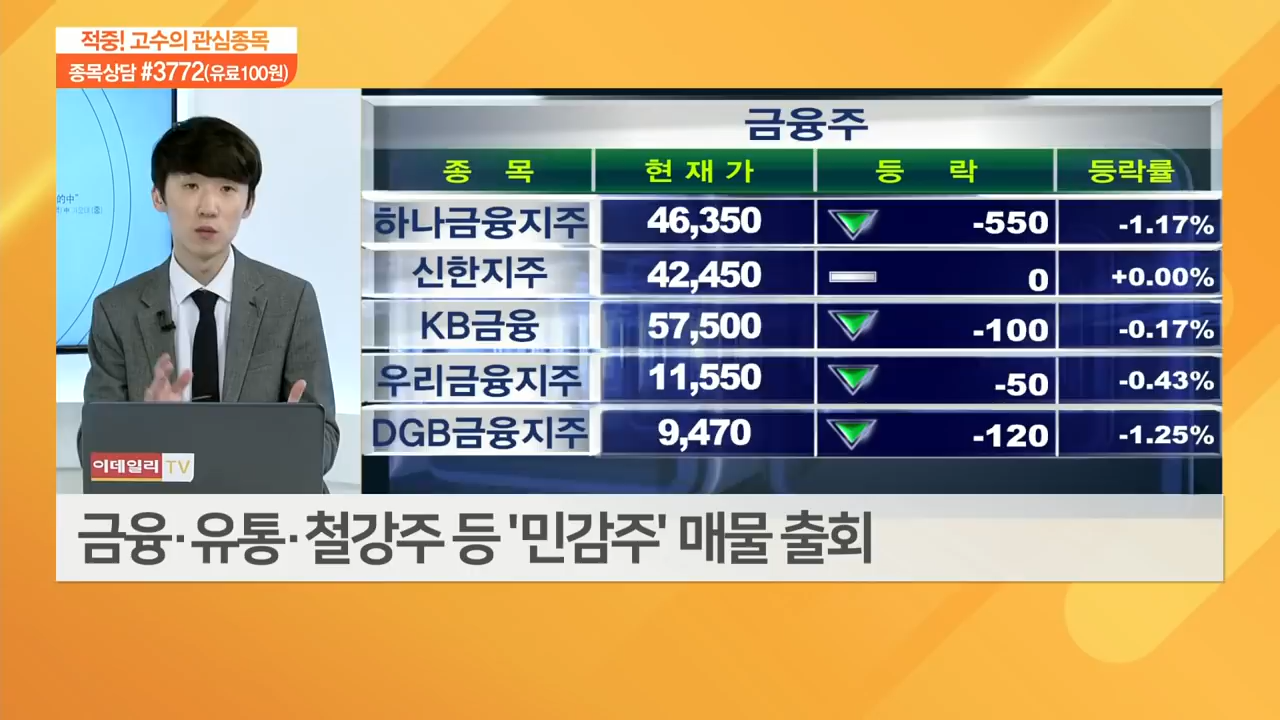 적중! 고수의 관심종목
종목상담 #3772(유료100원)
的中"
금융주
종 목 현 재 가 등 락 등락률
하나금융지주 46,350 -550 -1.17%
신한지주 42,450 0 +0.00%
KB금융 57,500 -100 -0.17%
우리금융지주 11,550 -50 -0.43%
DGB금융지주 9,470 -120 -1.25%
이데일리 TV
금융·유통·철강주 등 '민감주' 매물 출회